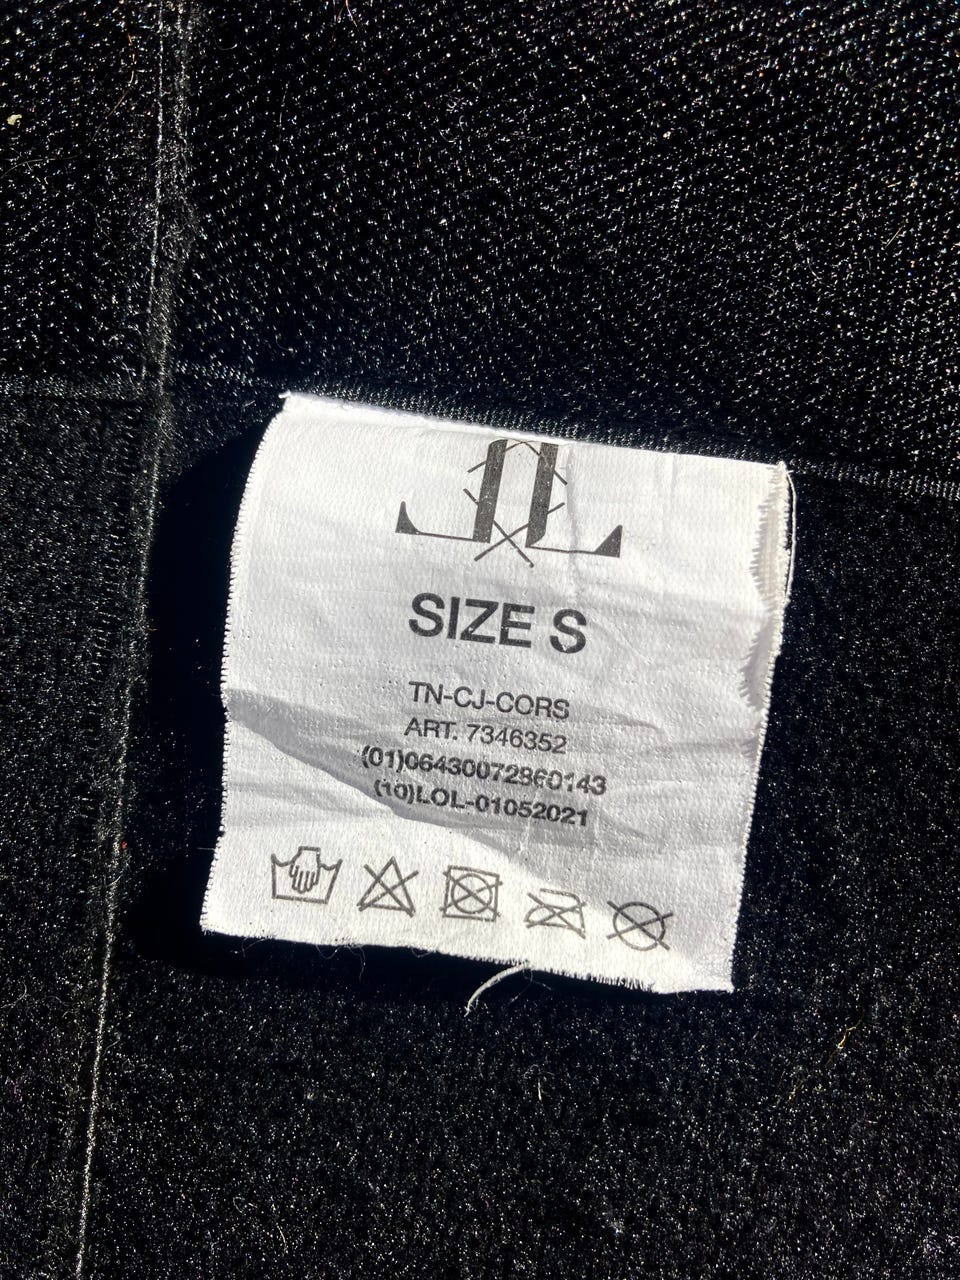 SIZE S
TN-CJ-CORS
ART. 7346352
(01)06430072860143
(10)LOL-01052021